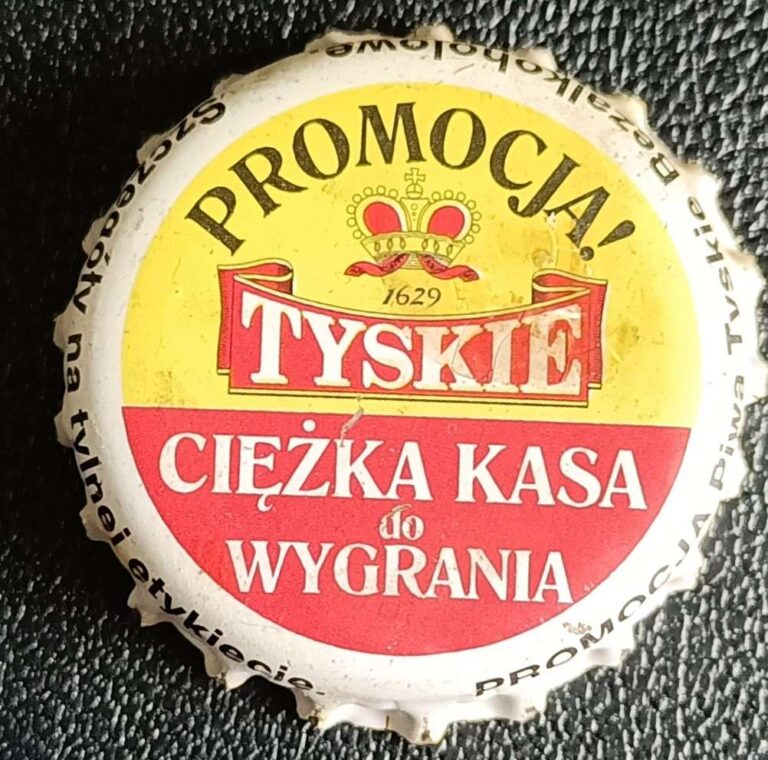 PROMOCJA!
1629
TYSKIE
CIĘŻKA KASA
do
WYGRANIA
PROMOCJA Piwa Tyskie Bezalkoholowe
Szczegóły na tylnej etykiecie.